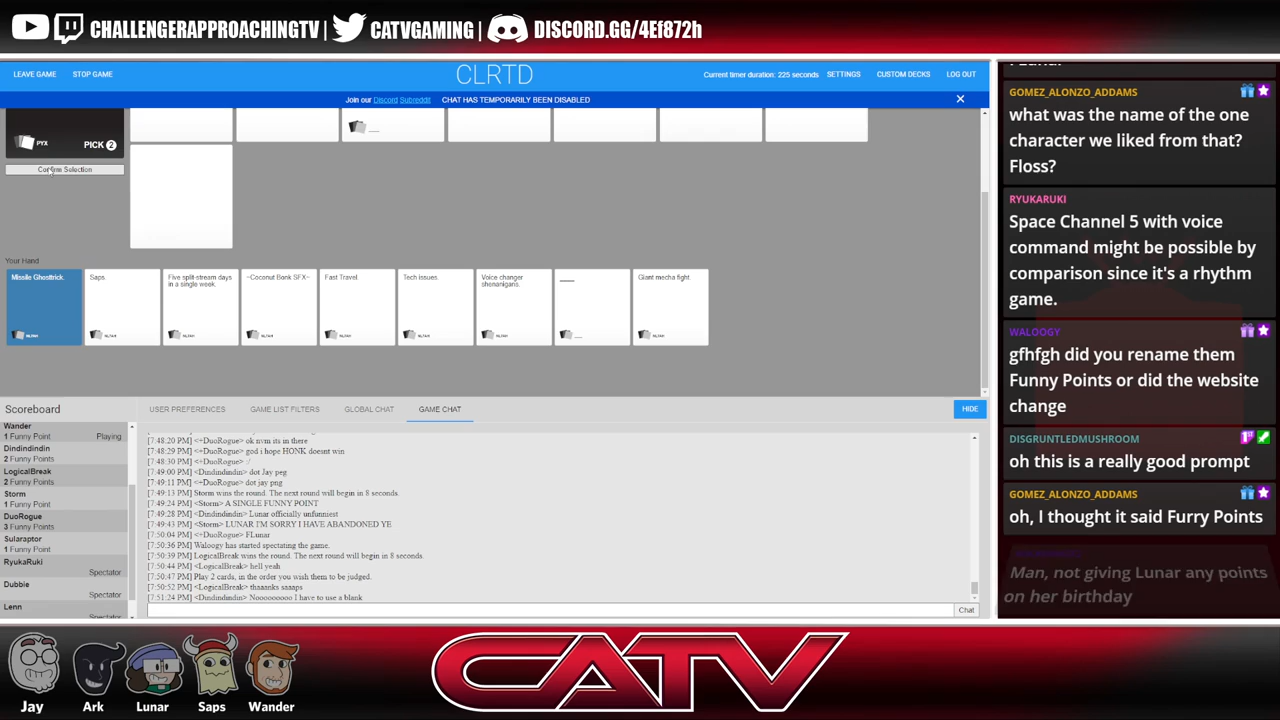 CHALLENGERAPPROACHINGTV | CATVGAMING | DISCORD.GG/4Ef872h
LEAVE GAME STOP GAME CLRTD Current timer duration: 225 seconds SETTINGS CUSTOM DECKS LOG OUT
Join our Discord Subreddit CHAT HAS TEMPORARILY BEEN DISABLED
PYX PICK 2
Confirm Selection
Your Hand
Missile Ghosttrick.
Saps.
Five split-stream days
in a single week.
~Coconut Bonk SFX~
Fast Travel.
Tech Issues.
Voice changer
shenanigans.
____
Giant mecha fight.
Scoreboard
Wander
1 Funny Point Playing
Dindindindin
2 Funny Points
LogicalBreak
2 Funny Points
Storm
1 Funny Point
DuoRogue
3 Funny Points
Sularaptor
1 Funny Point
RyukaRuki
Spectator
Dubbie
Spectator
Lenn
Spectator
USER PREFERENCES GAME LIST FILTERS GLOBAL CHAT GAME CHAT HIDE
[7:48:20 PM] <+DuoRogue> ok nvm its in there
[7:48:29 PM] <+DuoRogue> god i hope HONK doesnt win
[7:48:30 PM] <+DuoRogue> :/
[7:49:00 PM] <Dindindindin> dot Jay peg
[7:49:11 PM] <+DuoRogue> dot jay png
[7:49:13 PM] Storm wins the round. The next round will begin in 8 seconds.
[7:49:24 PM] <Storm> A SINGLE FUNNY POINT
[7:49:28 PM] <Dindindindin> Lunar officially unfunniest
[7:49:43 PM] <Storm> LUNAR I'M SORRY I HAVE ABANDONED YE
[7:50:04 PM] <+DuoRogue> FLunar
[7:50:36 PM] Waloogy has started spectating the game.
[7:50:39 PM] LogicalBreak wins the round. The next round will begin in 8 seconds.
[7:50:44 PM] <LogicalBreak> hell yeah
[7:50:47 PM] Play 2 cards, in the order you wish them to be judged.
[7:50:52 PM] <LogicalBreak> thaaanks saaaps
[7:51:24 PM] <Dindindindin> Nooooooooo I have to use a blank
Chat
GOMEZ_ALONZO_ADDAMS
what was the name of the one
character we liked from that?
Floss?
RYUKARUKI
Space Channel 5 with voice
command might be possible by
comparison since it's a rhythm
game.
WALOOGY
gfhfgh did you rename them
Funny Points or did the website
change
DISGRUNTLEDMUSHROOM
oh this is a really good prompt
GOMEZ_ALONZO_ADDAMS
oh, I thought it said Furry Points
Man, not giving Lunar any points
on her birthday
Jay Ark Lunar Saps Wander
CATV